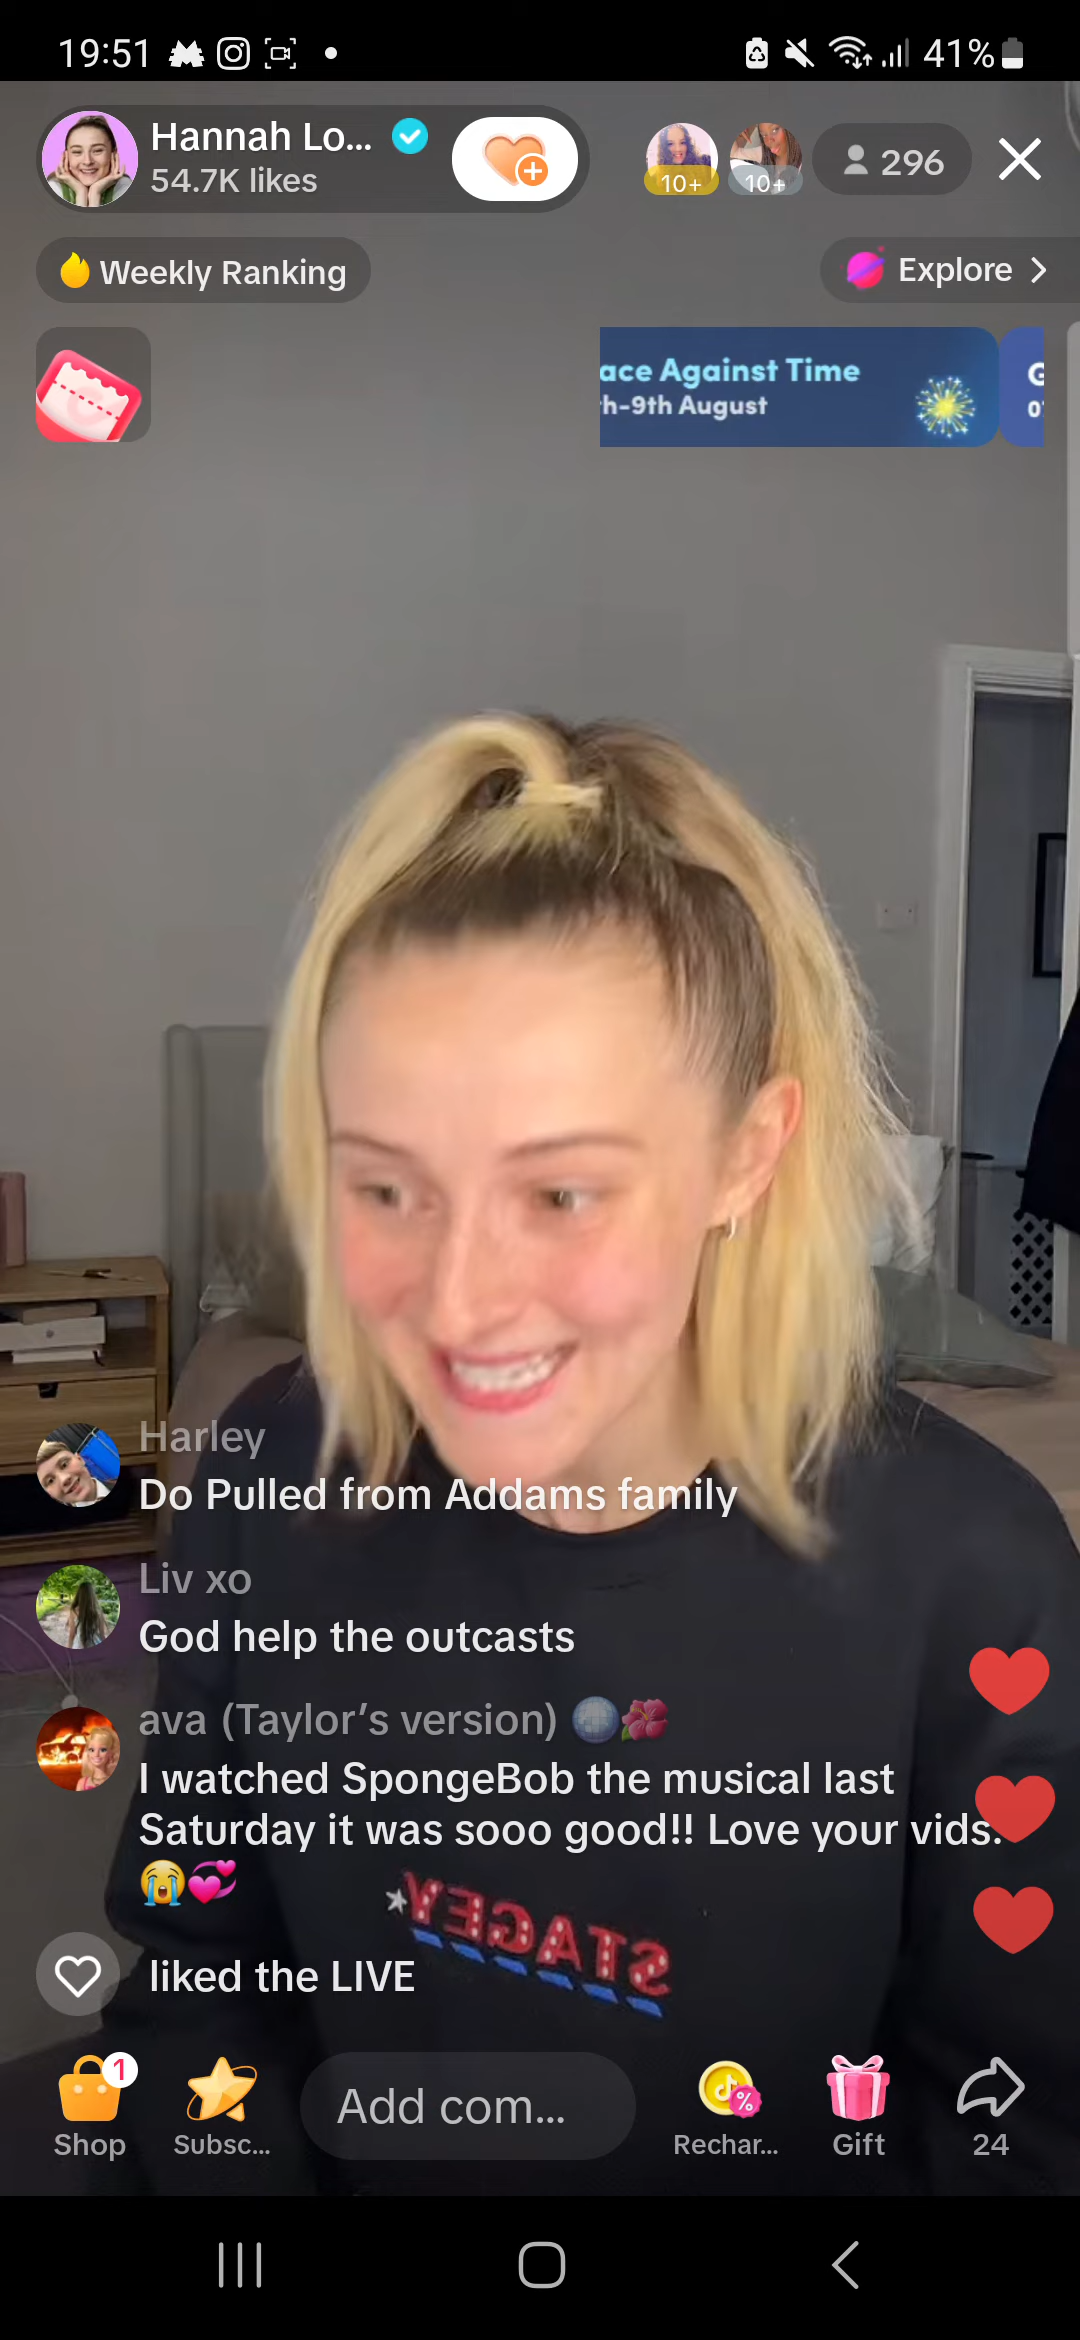 19:51
41%
Hannah Lo...
54.7K likes
10+
10+
296
Weekly Ranking
Explore
ace Against Time
h-9th August
G
0
Harley
Do Pulled from Addams family
Liv xo
God help the outcasts
ava (Taylor's version) 🪩🌺
I watched SpongeBob the musical last
Saturday it was sooo good!! Love your vids.
😭💞
STAGEY
liked the LIVE
1
Shop
Subsc...
Add com...
Rechar...
Gift
24